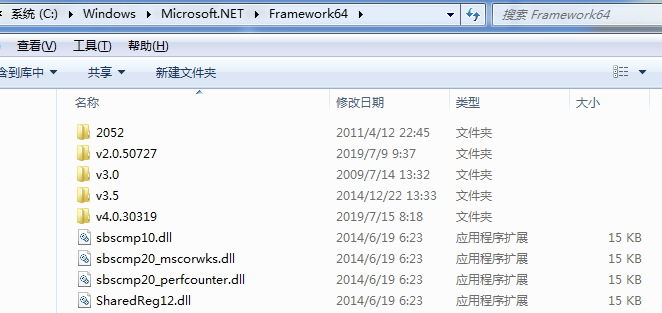 系统 (C:) Windows Microsoft.NET Framework64 搜索 Framework64
查看(V) 工具(T) 帮助(H)
含到库中 共享 新建文件夹
名称 修改日期 类型 大小
2052 2011/4/12 22:45 文件夹
v2.0.50727 2019/7/9 9:37 文件夹
v3.0 2009/7/14 13:32 文件夹
v3.5 2014/12/22 13:33 文件夹
v4.0.30319 2019/7/15 8:18 文件夹
sbscmp10.dll 2014/6/19 6:23 应用程序扩展 15 KB
sbscmp20_mscorwks.dll 2014/6/19 6:23 应用程序扩展 15 KB
sbscmp20_perfcounter.dll 2014/6/19 6:23 应用程序扩展 15 KB
SharedReg12.dll 2014/6/19 6:23 应用程序扩展 15 KB